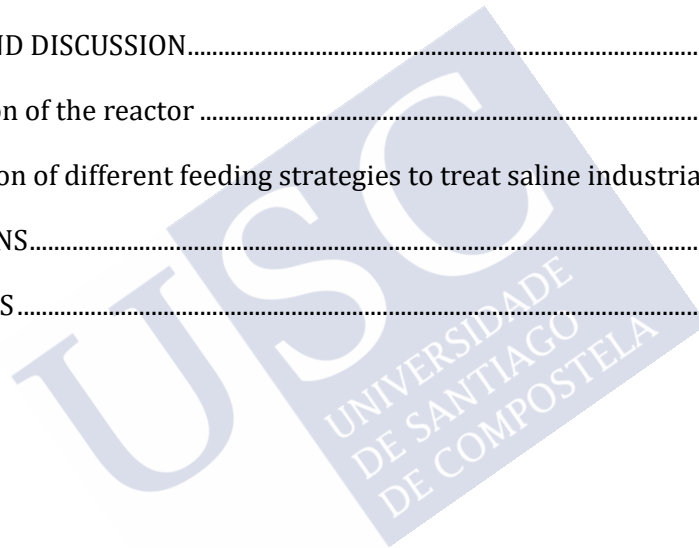 ND DISCUSSION..........................................................................................
on of the reactor ........................................................................................
on of different feeding strategies to treat saline industria
NS..............................................................................................................................
S .................................................................................................................................
USC
UNIVERSIDADE
DE SANTIAGO
DE COMPOSTELA